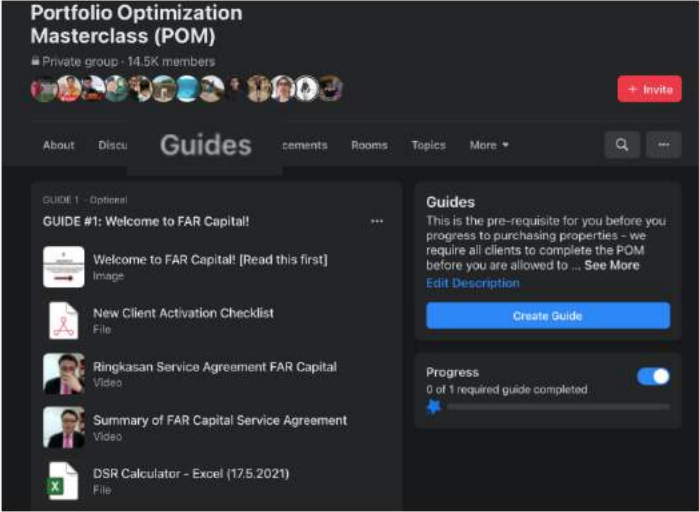 Portfolio Optimization
Masterclass (POM)
Private group · 14.5K members
+ Invite
About Discu Guides cements Rooms Topics More
GUIDE 1 · Optional
GUIDE #1: Welcome to FAR Capital!
Welcome to FAR Capital! [Read this first]
Image
New Client Activation Checklist
File
Ringkasan Service Agreement FAR Capital
Video
Summary of FAR Capital Service Agreement
Video
DSR Calculator - Excel (17.5.2021)
File
Guides
This is the pre-requisite for you before you
progress to purchasing properties - we
require all clients to complete the POM
before you are allowed to ... See More
Edit Description
Create Guide
Progress
0 of 1 required guide completed